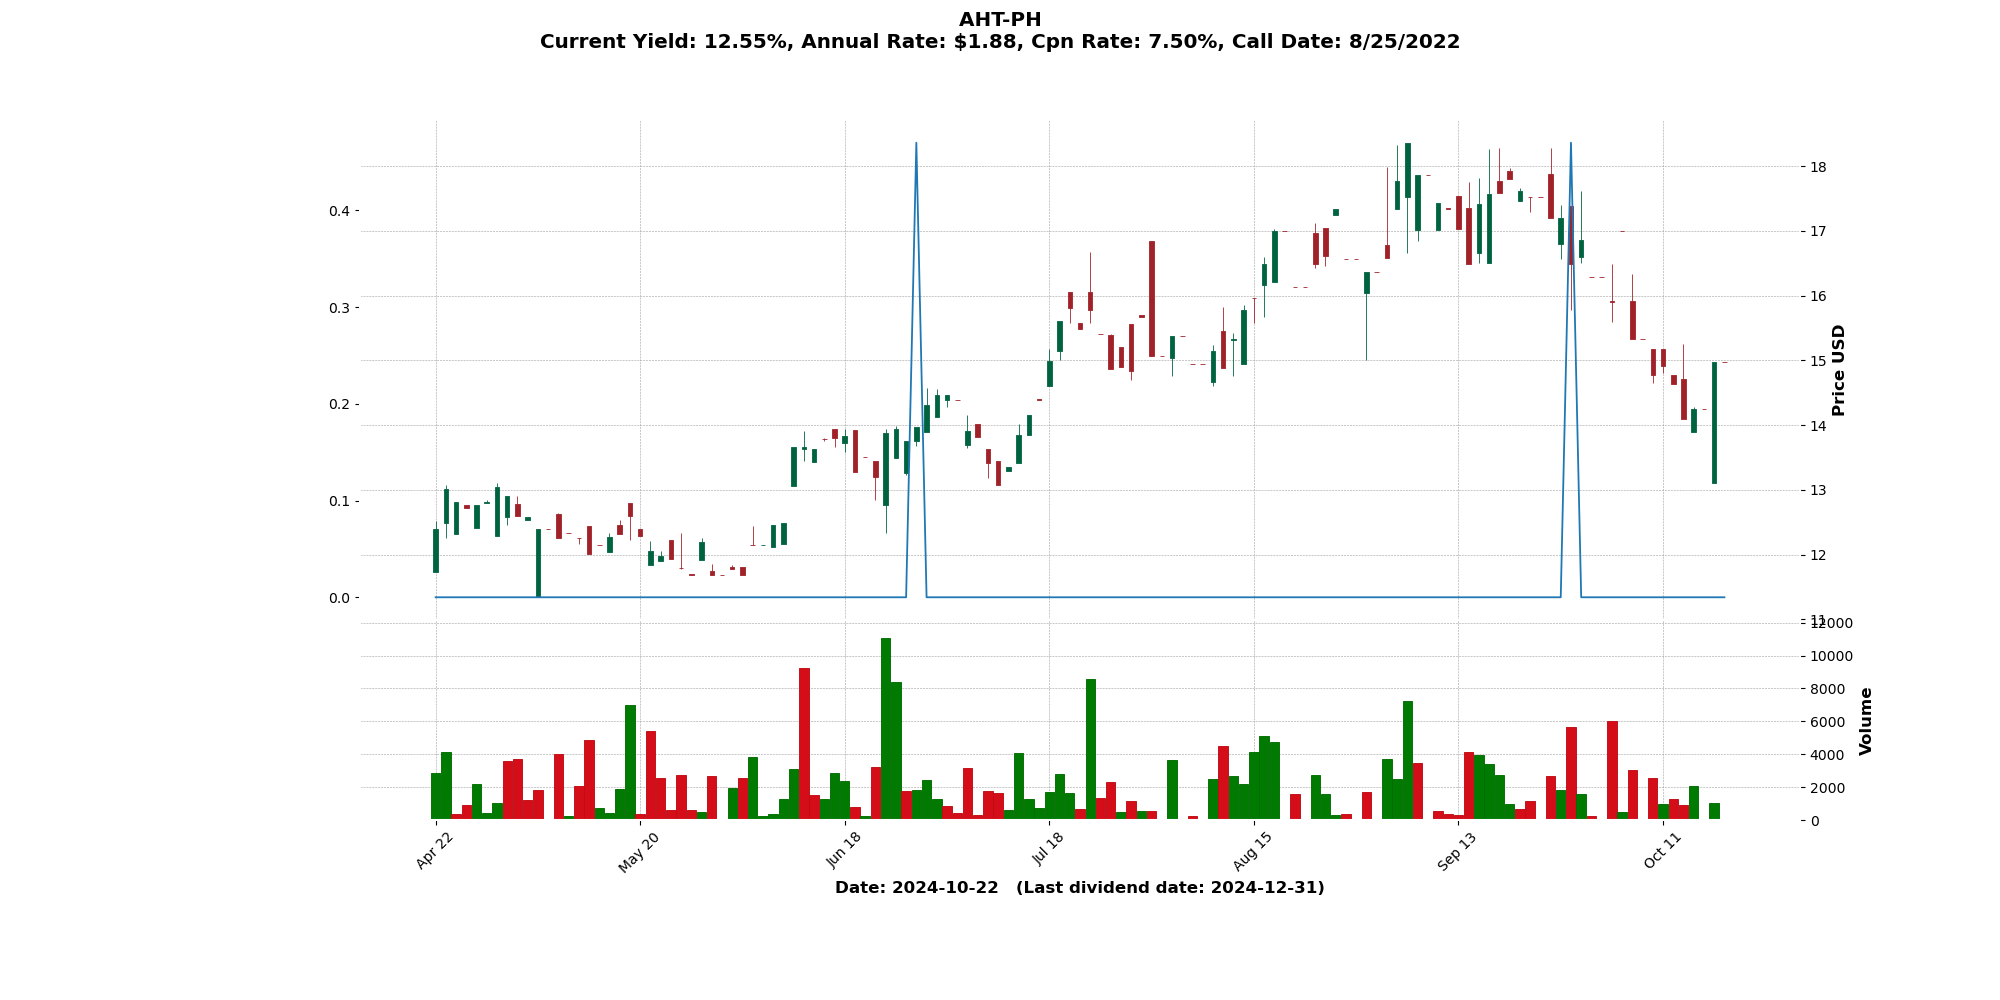 AHT-PH
Current Yield: 12.55%, Annual Rate: $1.88, Cpn Rate: 7.50%, Call Date: 8/25/2022
0.4
0.3
0.2
0.1
0.0
18
17
16
15
14
13
12
11
Price USD
12000
10000
8000
6000
4000
2000
0
Volume
Apr 22
May 20
Jun 18
Jul 18
Aug 15
Sep 13
Oct 11
Date: 2024-10-22 (Last dividend date: 2024-12-31)